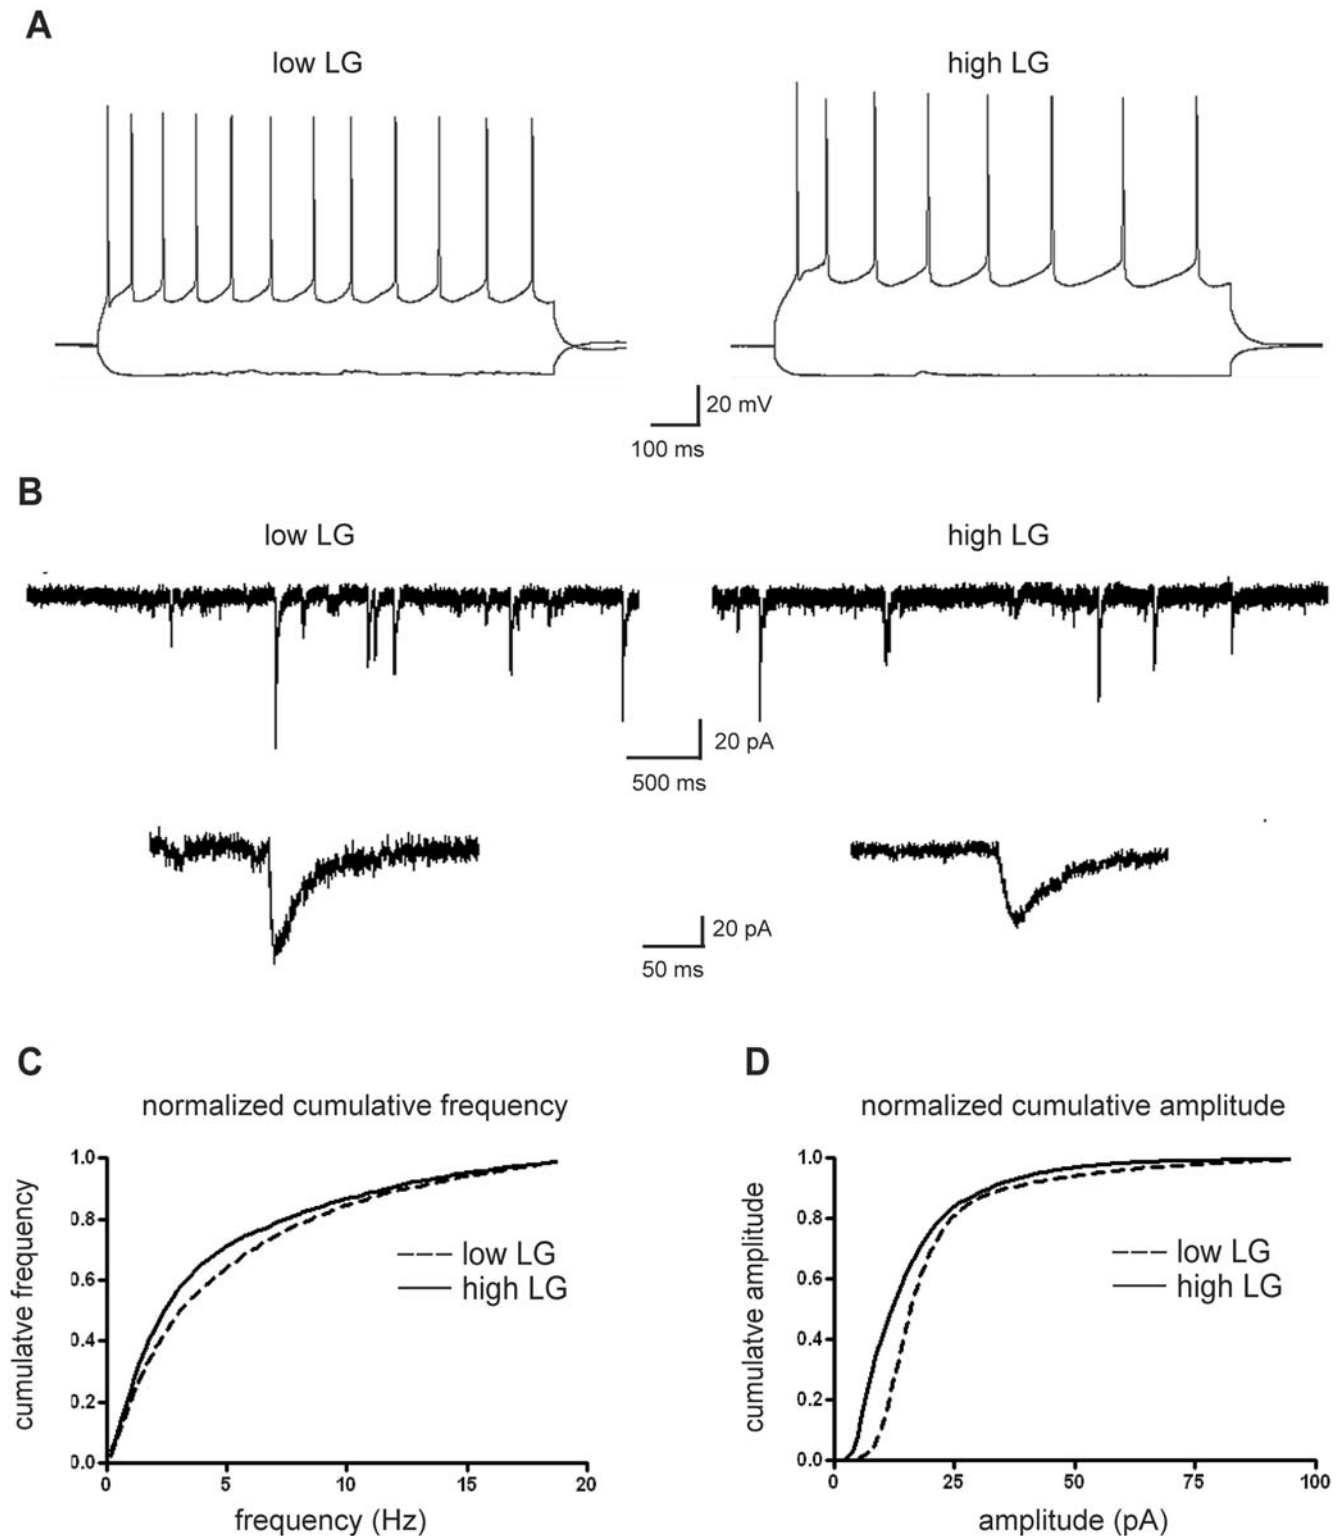 A
low LG
high LG
20 mV
100 ms
B
low LG
high LG
20 pA
500 ms
20 pA
50 ms
C
D
normalized cumulative frequency
normalized cumulative amplitude
cumulatve frequency
1.0
0.8
0.6
0.4
0.2
0.0
low LG
high LG
0
5
10
15
20
frequency (Hz)
cumulatve amplitude
1.0
0.8
0.6
0.4
0.2
0.0
low LG
high LG
0
25
50
75
100
amplitude (pA)